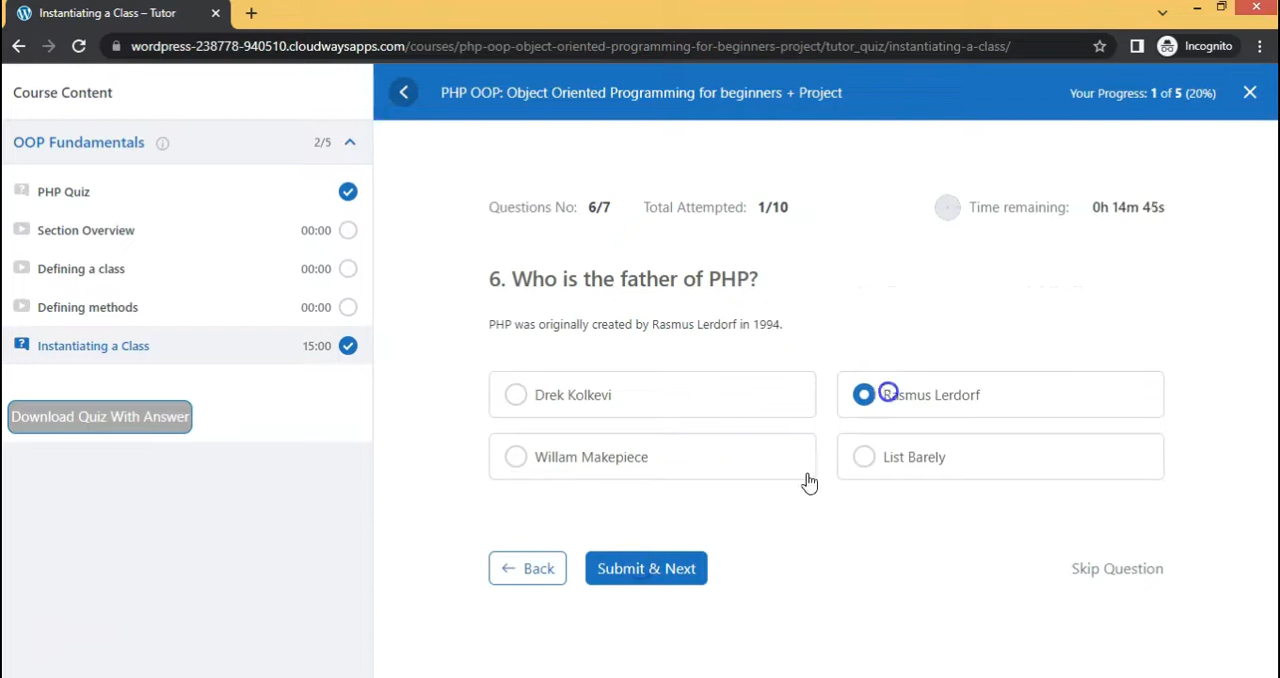 Instantiating a Class – Tutor
wordpress-238778-940510.cloudwaysapps.com/courses/php-oop-object-oriented-programming-for-beginners-project/tutor_quiz/instantiating-a-class/
Incognito
Course Content
PHP OOP: Object Oriented Programming for beginners + Project
Your Progress: 1 of 5 (20%)
OOP Fundamentals
2/5
PHP Quiz
Section Overview
00:00
Defining a class
00:00
Defining methods
00:00
Instantiating a Class
15:00
Download Quiz With Answer
Questions No: 6/7
Total Attempted: 1/10
Time remaining: 0h 14m 45s
6. Who is the father of PHP?
PHP was originally created by Rasmus Lerdorf in 1994.
Drek Kolkevi
Rasmus Lerdorf
Willam Makepiece
List Barely
← Back
Submit & Next
Skip Question